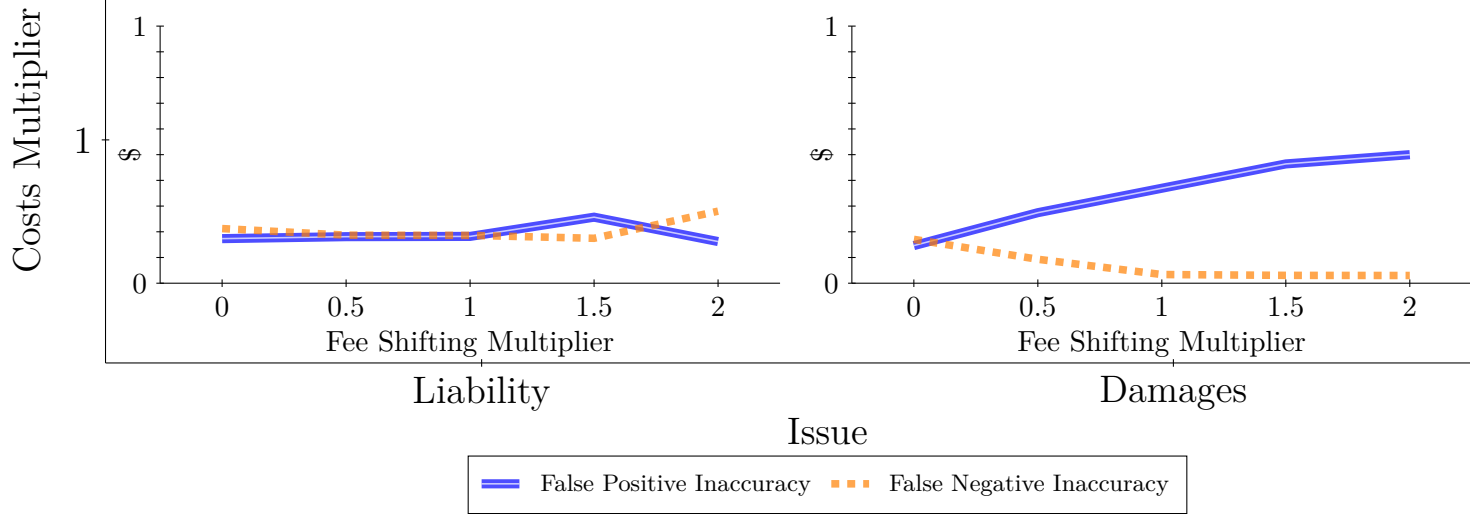 Costs Multiplier
1
1
$
0
0
0.5
1
1.5
2
Fee Shifting Multiplier
Liability
1
$
0
0
0.5
1
1.5
2
Fee Shifting Multiplier
Damages
Issue
False Positive Inaccuracy
False Negative Inaccuracy